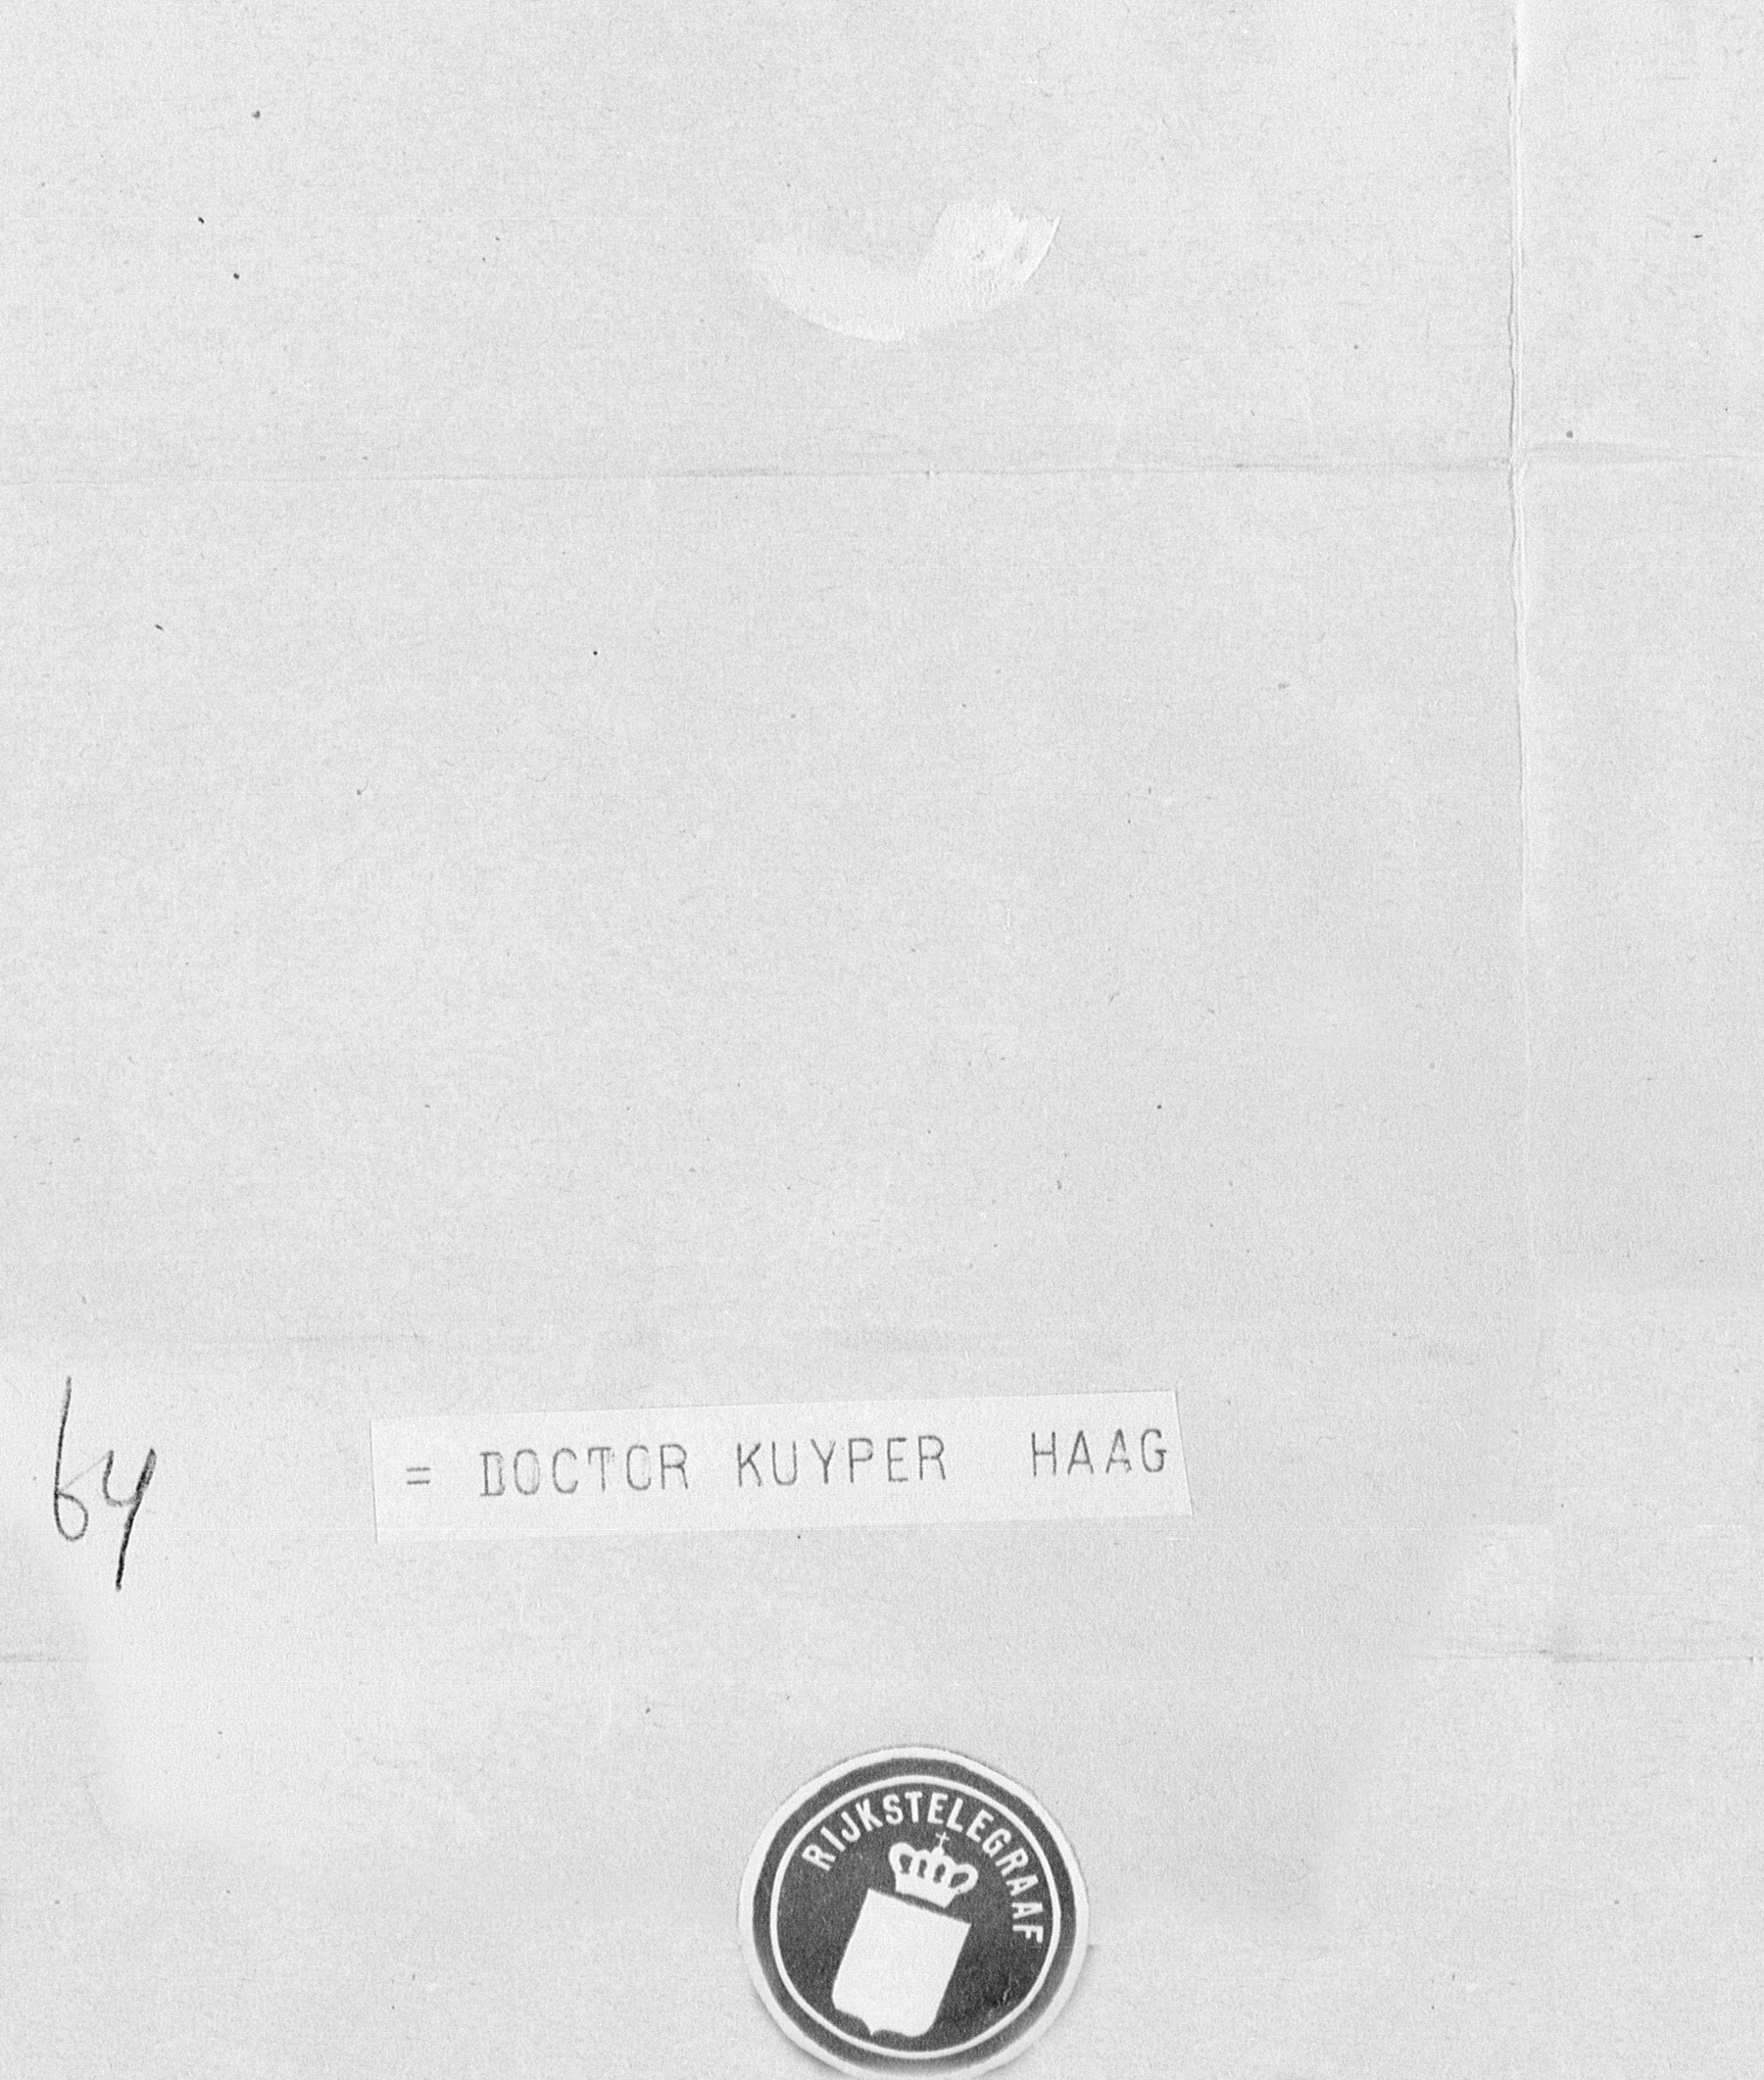 64
= DOCTOR KUYPER HAAG
RIJKSTELEGRAAF